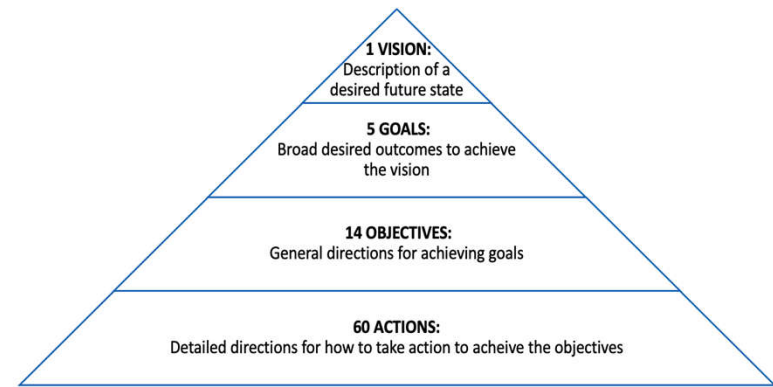 1 VISION:
Description of a
desired future state
5 GOALS:
Broad desired outcomes to achieve
the vision
14 OBJECTIVES:
General directions for achieving goals
60 ACTIONS:
Detailed directions for how to take action to acheive the objectives